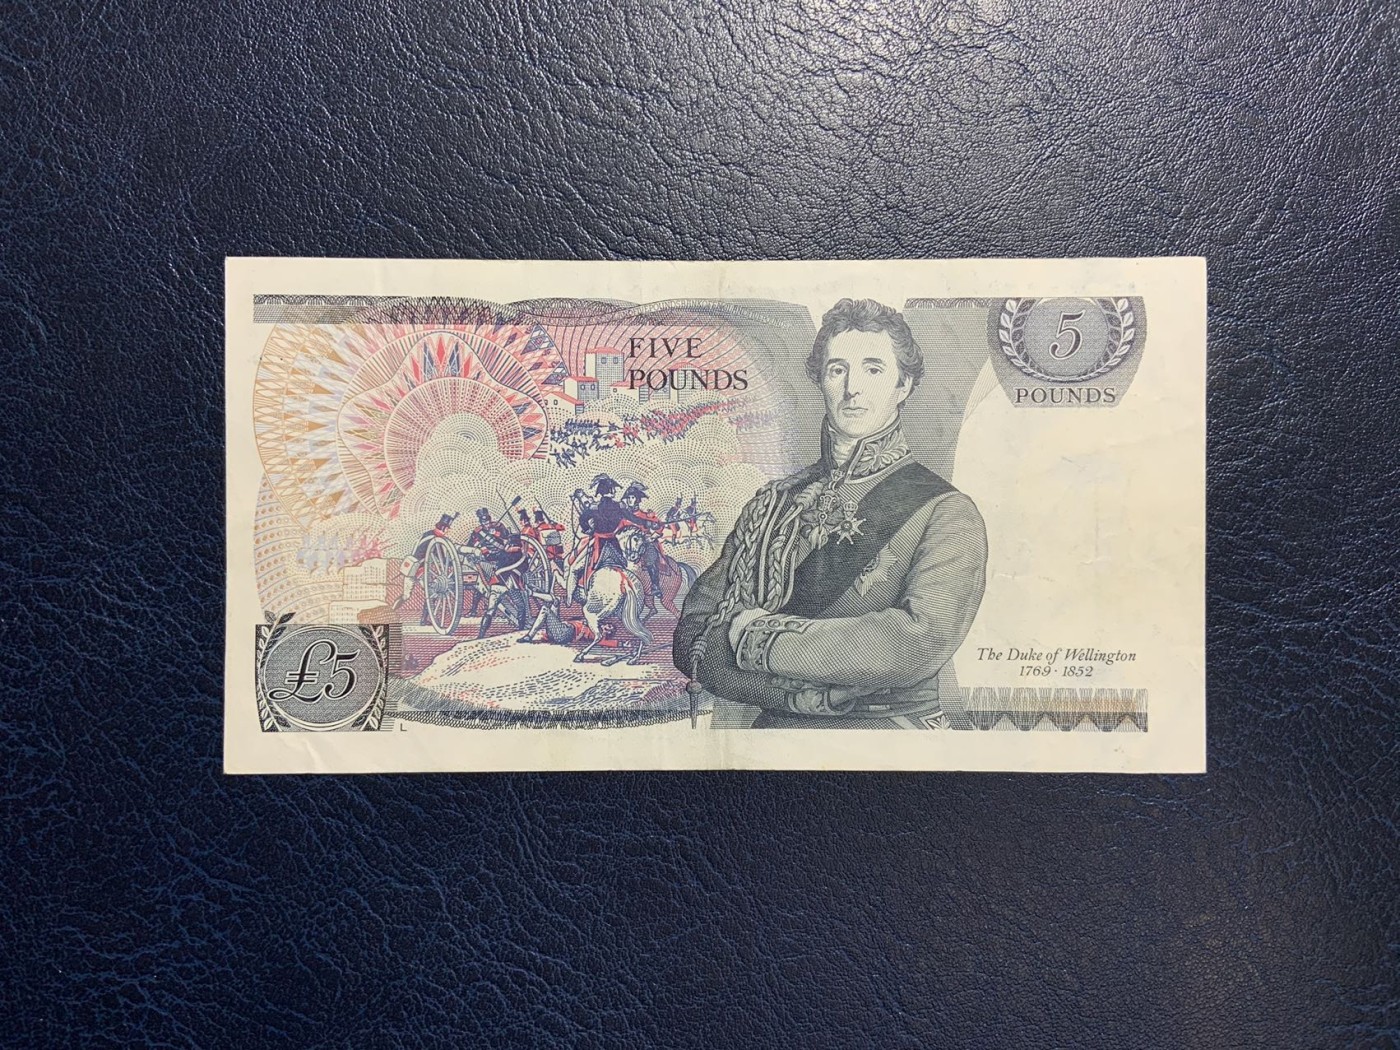 FIVE
POUNDS
5
POUNDS
The Duke of Wellington
1769 · 1852
£5
L